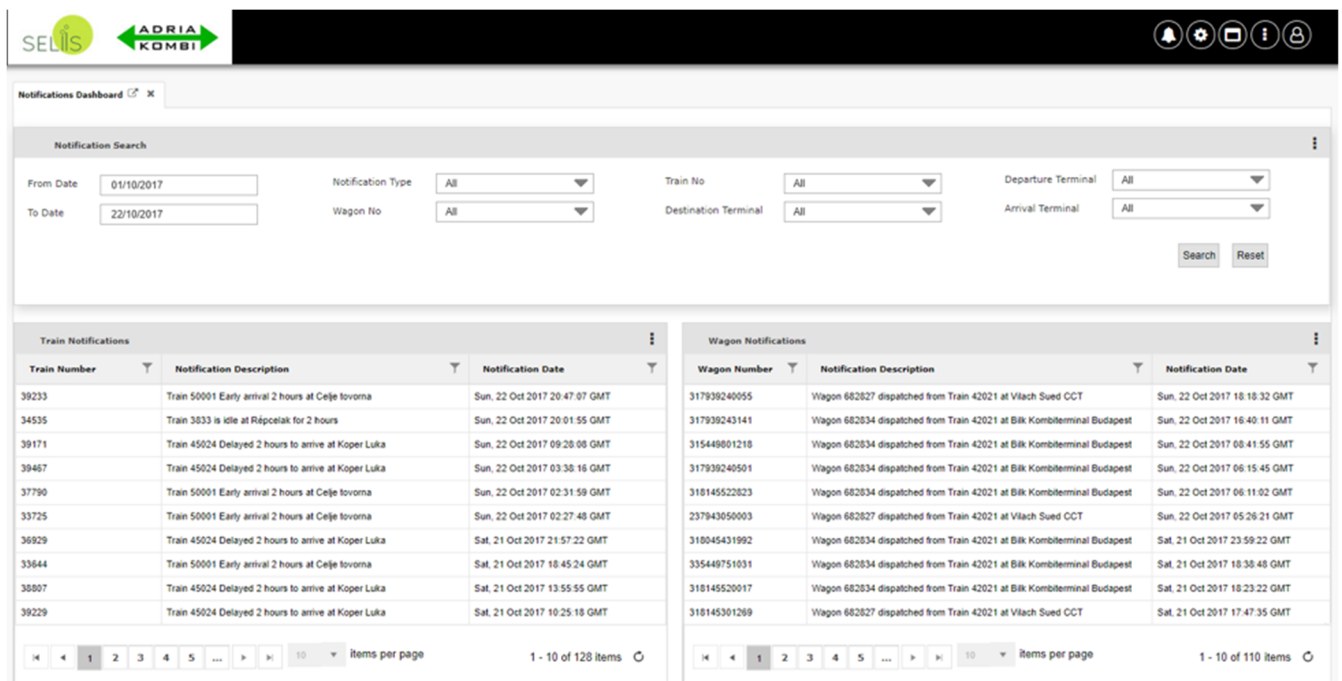 SELIS ADRIA KOMBI
Notifications Dashboard
Notification Search
From Date 01/10/2017 Notification Type All Train No All Departure Terminal All
To Date 22/10/2017 Wagon No All Destination Terminal All Arrival Terminal All
Search Reset
Train Notifications
Train Number Notification Description Notification Date
39233 Train 50001 Early arrival 2 hours at Celje tovorna Sun, 22 Oct 2017 20:47:07 GMT
34535 Train 3833 is idle at Répcelak for 2 hours Sun, 22 Oct 2017 20:01:55 GMT
39171 Train 45024 Delayed 2 hours to arrive at Koper Luka Sun, 22 Oct 2017 09:28:08 GMT
39467 Train 45024 Delayed 2 hours to arrive at Koper Luka Sun, 22 Oct 2017 03:38:16 GMT
37790 Train 50001 Early arrival 2 hours at Celje tovorna Sun, 22 Oct 2017 02:31:59 GMT
33725 Train 50001 Early arrival 2 hours at Celje tovorna Sun, 22 Oct 2017 02:27:48 GMT
36929 Train 45024 Delayed 2 hours to arrive at Koper Luka Sat, 21 Oct 2017 21:57:22 GMT
33644 Train 50001 Early arrival 2 hours at Celje tovorna Sat, 21 Oct 2017 18:45:24 GMT
38807 Train 45024 Delayed 2 hours to arrive at Koper Luka Sat, 21 Oct 2017 13:55:55 GMT
39229 Train 45024 Delayed 2 hours to arrive at Koper Luka Sat, 21 Oct 2017 10:25:18 GMT
1 2 3 4 5 ... 10 items per page 1 - 10 of 128 items
Wagon Notifications
Wagon Number Notification Description Notification Date
317939240055 Wagon 682827 dispatched from Train 42021 at Vilach Sued CCT Sun, 22 Oct 2017 18:18:32 GMT
317939243141 Wagon 682834 dispatched from Train 42021 at Bilk Kombiterminal Budapest Sun, 22 Oct 2017 16:40:11 GMT
315449801218 Wagon 682834 dispatched from Train 42021 at Bilk Kombiterminal Budapest Sun, 22 Oct 2017 08:41:55 GMT
317939240501 Wagon 682834 dispatched from Train 42021 at Bilk Kombiterminal Budapest Sun, 22 Oct 2017 06:15:45 GMT
318145522823 Wagon 682834 dispatched from Train 42021 at Bilk Kombiterminal Budapest Sun, 22 Oct 2017 06:11:02 GMT
237943050003 Wagon 682827 dispatched from Train 42021 at Vilach Sued CCT Sun, 22 Oct 2017 05:26:21 GMT
318045431992 Wagon 682834 dispatched from Train 42021 at Bilk Kombiterminal Budapest Sat, 21 Oct 2017 23:59:22 GMT
335449751031 Wagon 682834 dispatched from Train 42021 at Bilk Kombiterminal Budapest Sat, 21 Oct 2017 18:38:48 GMT
318145520017 Wagon 682834 dispatched from Train 42021 at Bilk Kombiterminal Budapest Sat, 21 Oct 2017 18:23:22 GMT
318145301269 Wagon 682827 dispatched from Train 42021 at Vilach Sued CCT Sat, 21 Oct 2017 17:47:35 GMT
1 2 3 4 5 ... 10 items per page 1 - 10 of 110 items